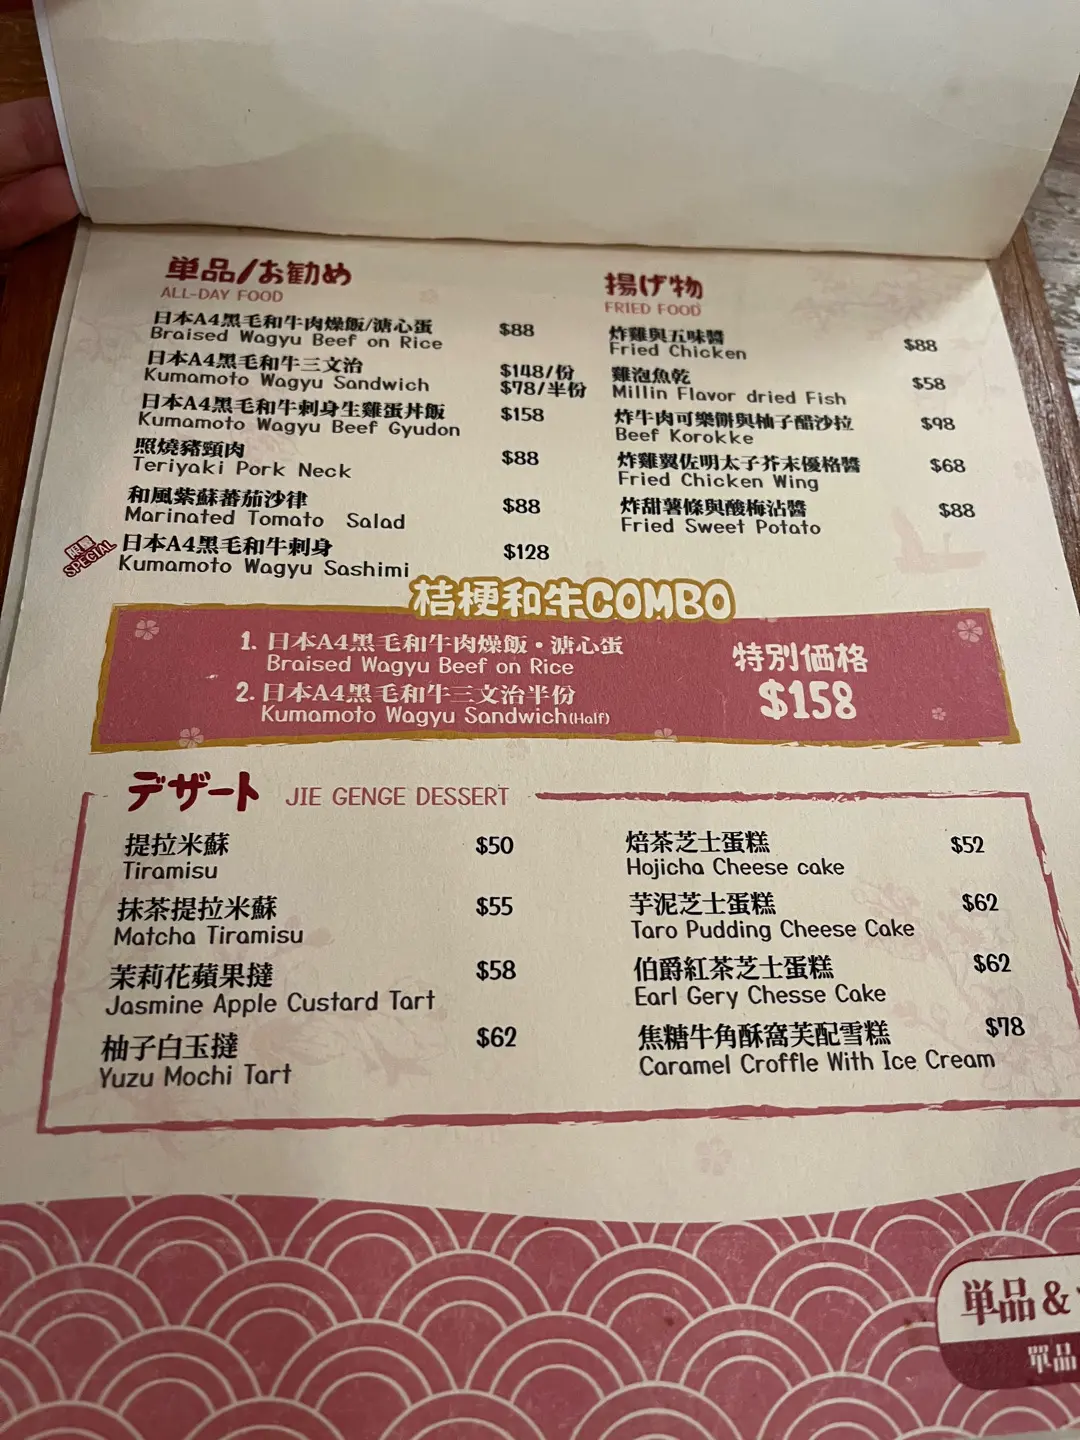 単品/お勧め
ALL-DAY FOOD
日本A4黑毛和牛肉燥飯/溏心蛋 $88
Braised Wagyu Beef on Rice
日本A4黑毛和牛三文治 $148/份
Kumamoto Wagyu Sandwich $78/半份
日本A4黑毛和牛刺身生雞蛋丼飯 $158
Kumamoto Wagyu Beef Gyudon
照燒豬頸肉 $88
Teriyaki Pork Neck
和風紫蘇蕃茄沙律 $88
Marinated Tomato Salad
限量
SPECIAL
日本A4黑毛和牛刺身 $128
Kumamoto Wagyu Sashimi
揚げ物
FRIED FOOD
炸雞與五味醬 $88
Fried Chicken
雞泡魚乾 $58
Millin Flavor dried Fish
炸牛肉可樂餅與柚子醋沙拉 $98
Beef Korokke
炸雞翼佐明太子芥末優格醬 $68
Fried Chicken Wing
炸甜薯條與酸梅沾醬 $88
Fried Sweet Potato
桔梗和牛COMBO
1. 日本A4黑毛和牛肉燥飯・溏心蛋
Braised Wagyu Beef on Rice
2. 日本A4黑毛和牛三文治半份
Kumamoto Wagyu Sandwich(Half)
特別価格
$158
デザート JIE GENGE DESSERT
提拉米蘇 $50
Tiramisu
抹茶提拉米蘇 $55
Matcha Tiramisu
茉莉花蘋果撻 $58
Jasmine Apple Custard Tart
柚子白玉撻 $62
Yuzu Mochi Tart
焙茶芝士蛋糕 $52
Hojicha Cheese cake
芋泥芝士蛋糕 $62
Taro Pudding Cheese Cake
伯爵紅茶芝士蛋糕 $62
Earl Gery Chesse Cake
焦糖牛角酥窩芙配雪糕 $78
Caramel Croffle With Ice Cream
単品 &
單品